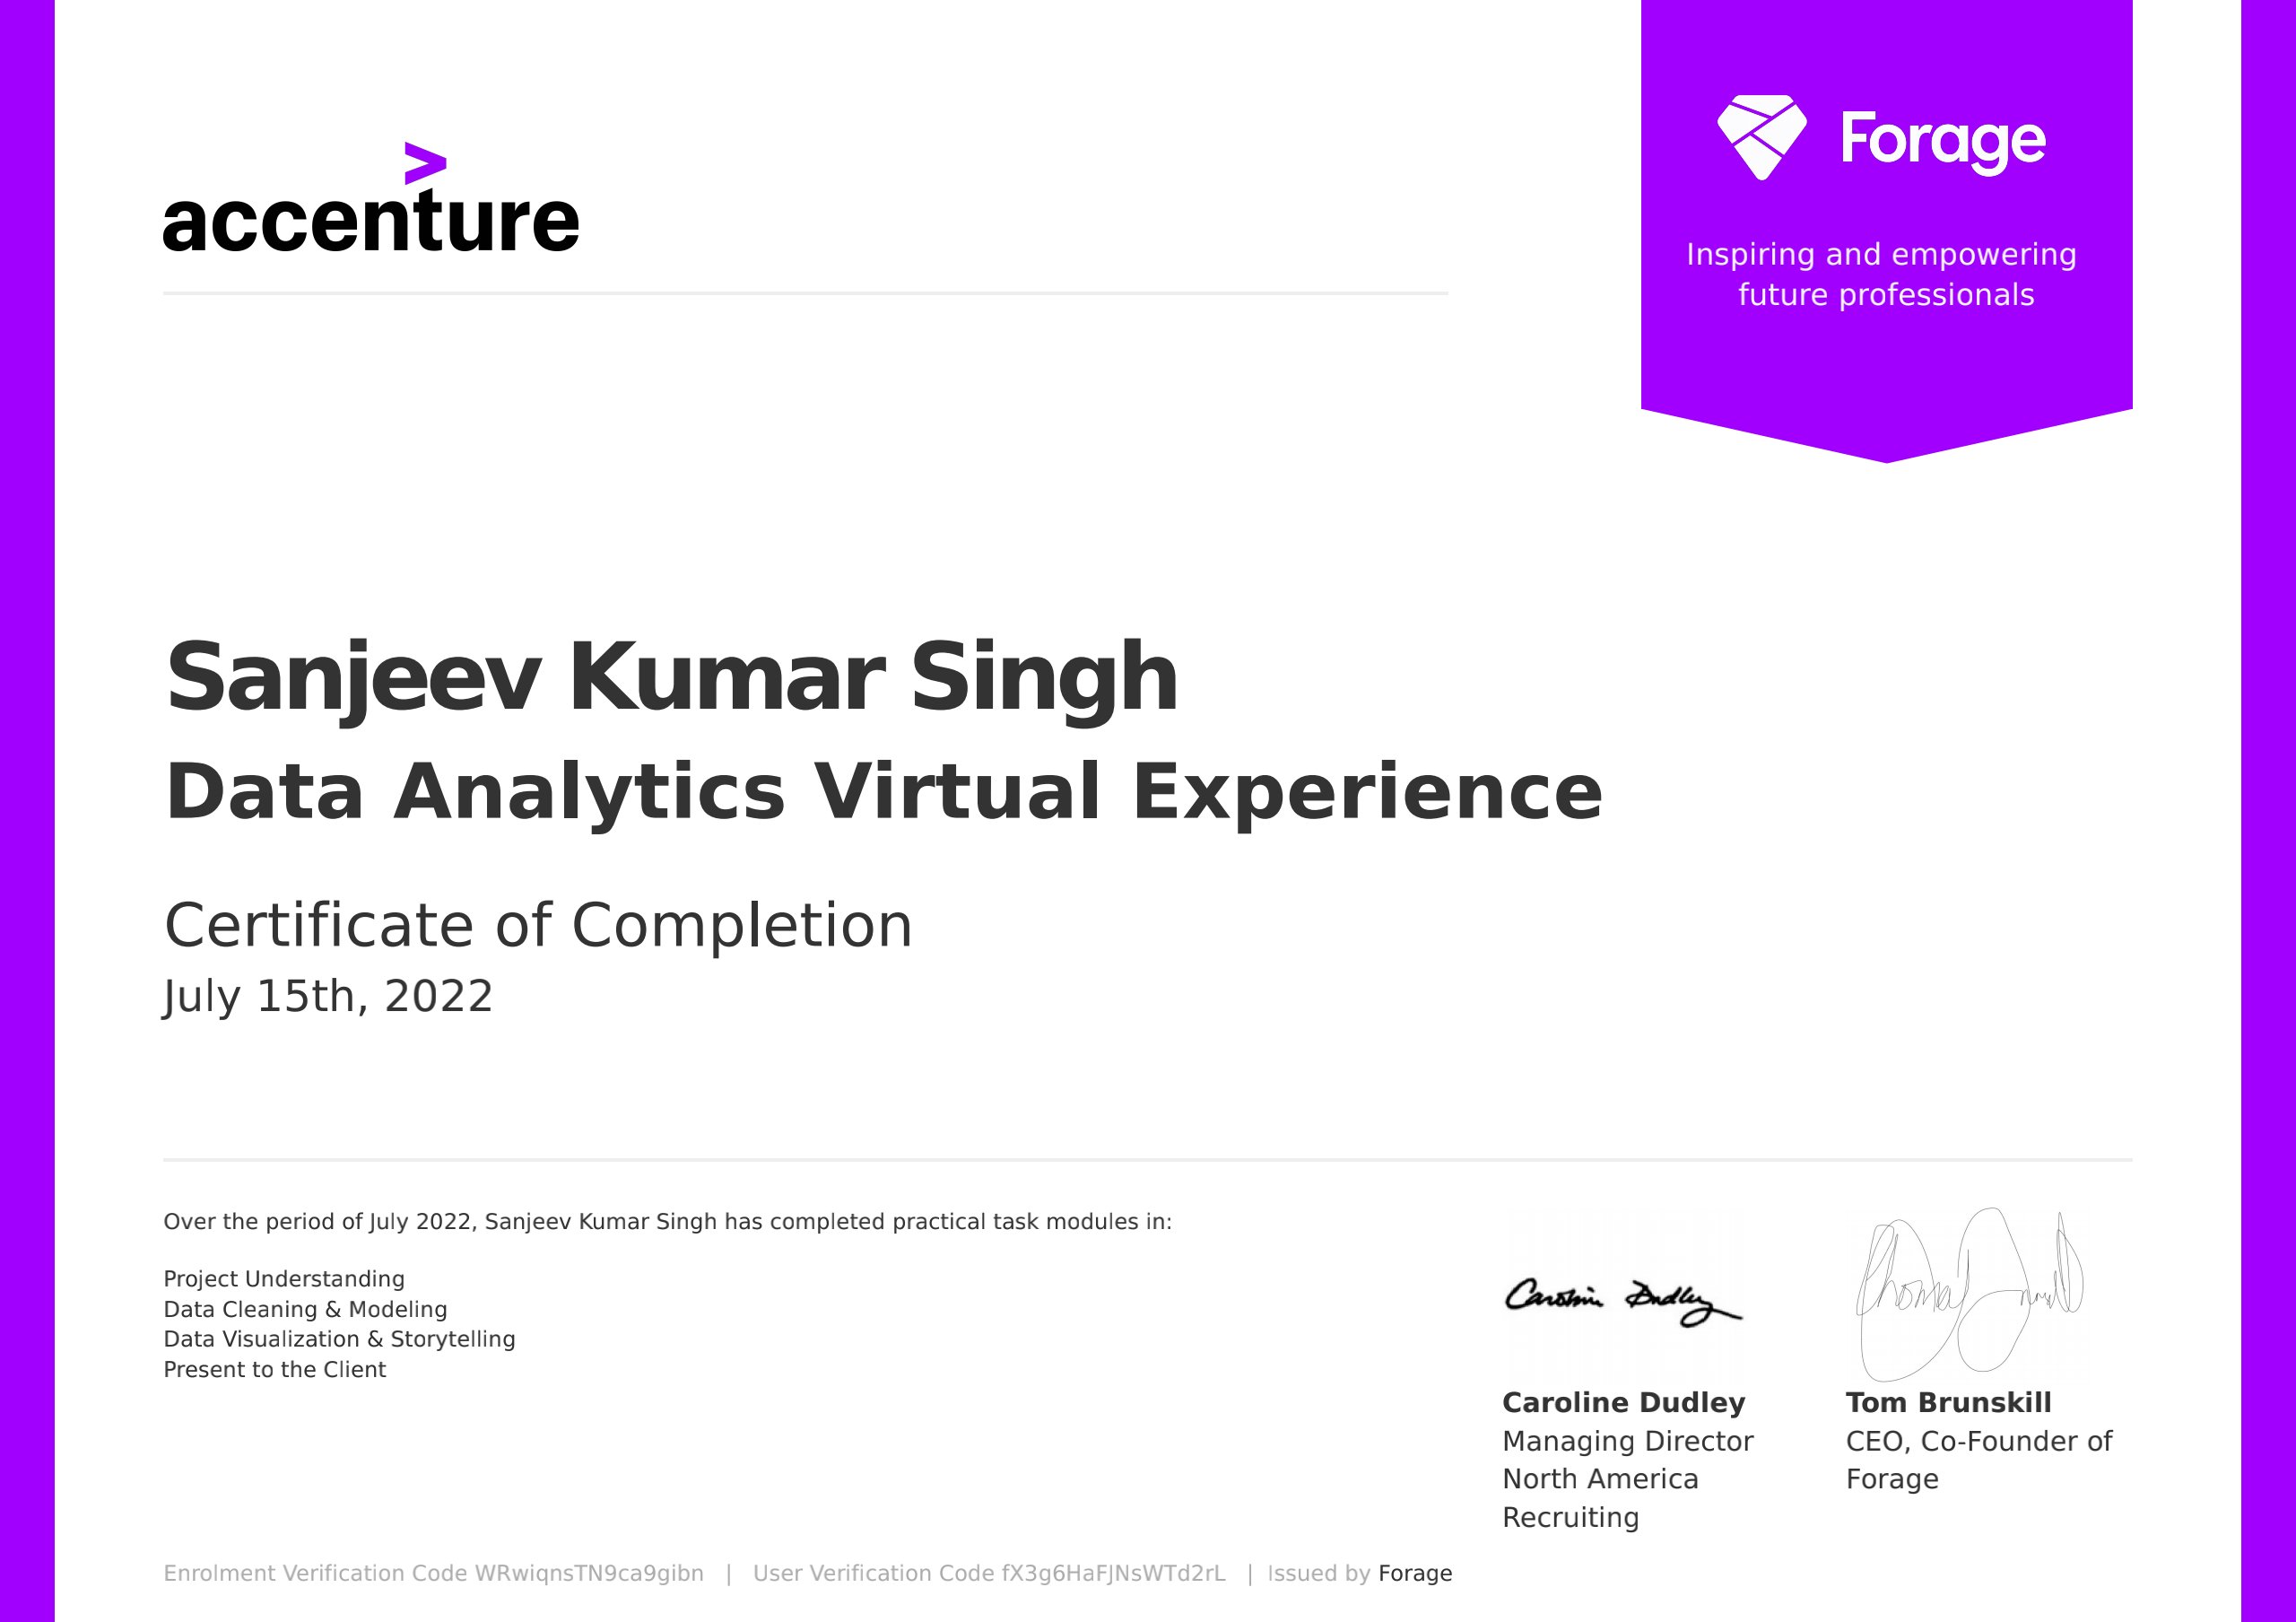 >
accenture
Forage
Inspiring and empowering
future professionals
Sanjeev Kumar Singh
Data Analytics Virtual Experience
Certificate of Completion
July 15th, 2022
Over the period of July 2022, Sanjeev Kumar Singh has completed practical task modules in:
Project Understanding
Data Cleaning & Modeling
Data Visualization & Storytelling
Present to the Client
Caroline Dudley
Caroline Dudley
Managing Director
North America
Recruiting
Tom Brunskill
CEO, Co-Founder of
Forage
Enrolment Verification Code WRwiqnsTN9ca9gibn | User Verification Code fX3g6HaFJNsWTd2rL | Issued by Forage